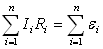 ∑_{i=1}^{n} I_i R_i = ∑_{i=1}^{n} ε_i